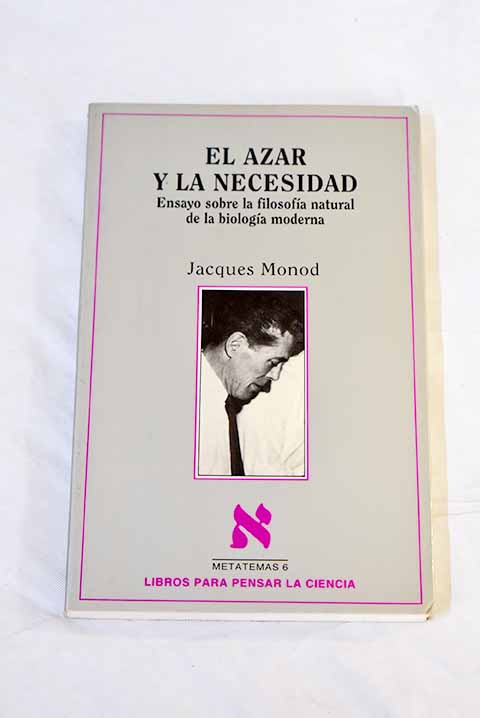 EL AZAR
Y LA NECESIDAD
Ensayo sobre la filosofía natural
de la biología moderna
Jacques Monod
א
METATEMAS 6
LIBROS PARA PENSAR LA CIENCIA